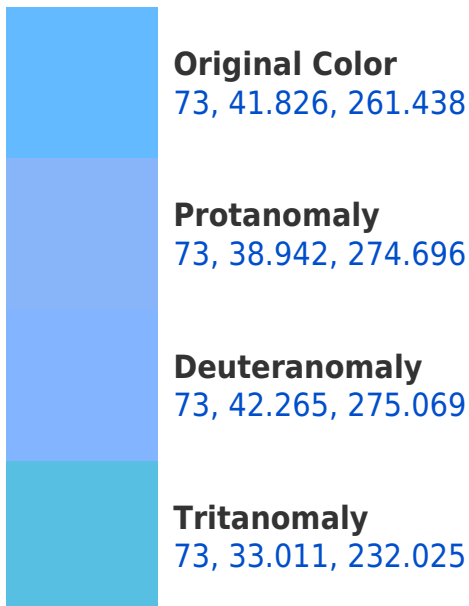 Original Color
73, 41.826, 261.438
Protanomaly
73, 38.942, 274.696
Deuteranomaly
73, 42.265, 275.069
Tritanomaly
73, 33.011, 232.025